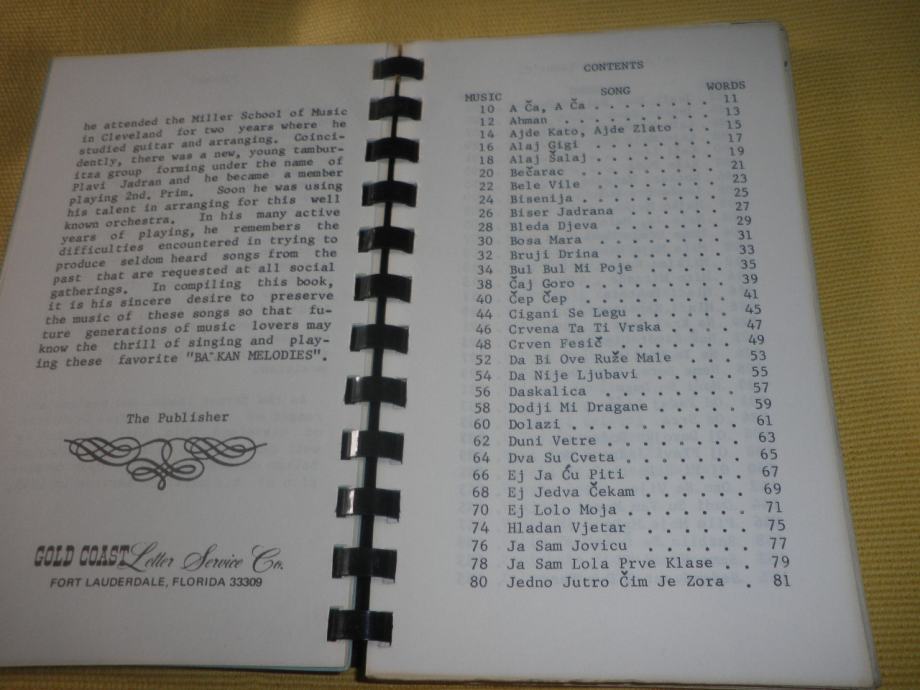 he attended the Miller School of Music
in Cleveland for two years where he
studied guitar and arranging. Coinci-
dently, there was a new, young tambur-
itza group forming under the name of
Plavi Jadran and he became a member
playing 2nd. Prim. Soon he was using
his talent in arranging for this well
known orchestra. In his many active
years of playing, he remembers the
difficulties encountered in trying to
produce seldom heard songs from the
past that are requested at all social
gatherings. In compiling this book,
it is his sincere desire to preserve
the music of these songs so that fu-
ture generations of music lovers may
know the thrill of singing and play-
ing these favorite "BALKAN MELODIES".
The Publisher
GOLD COAST Letter Service Co.
FORT LAUDERDALE, FLORIDA 33309
CONTENTS
MUSIC SONG WORDS
10 A Ča, A Ča . . . . . . . . 11
12 Ahman . . . . . . . . . . . 13
14 Ajde Kato, Ajde Zlato . . 15
16 Alaj Gigi . . . . . . . . . 17
18 Alaj Šalaj . . . . . . . . 19
20 Bečarac . . . . . . . . . 21
22 Bele Vile . . . . . . . . 23
24 Bisenija . . . . . . . . . 25
26 Biser Jadrana . . . . . . 27
28 Bleda Djeva . . . . . . . 29
30 Bosa Mara . . . . . . . 31
32 Bruji Drina . . . . . . . 33
34 Bul Bul Mi Poje . . . . . 35
38 Čaj Goro . . . . . . . . 39
40 Čep Čep . . . . . . . . 41
44 Cigani Se Legu . . . . . . 45
46 Crvena Ta Ti Vrska . . . . 47
48 Crven Fesič . . . . . . . 49
52 Da Bi Ove Ruže Male . . . 53
54 Da Nije Ljubavi . . . . . 55
56 Daskalica . . . . . . . . 57
58 Dodji Mi Dragane . . . . . 59
60 Dolazi . . . . . . . . . . 61
62 Duni Vetre . . . . . . . . 63
64 Dva Su Cveta . . . . . . . 65
66 Ej Ja Ću Piti . . . . . . 67
68 Ej Jedva Čekam . . . . . . 69
70 Ej Lolo Moja . . . . . . . 71
74 Hladan Vjetar . . . . . . 75
76 Ja Sam Jovicu . . . . . . 77
78 Ja Sam Lola Prve Klase . . 79
80 Jedno Jutro Čim Je Zora . 81